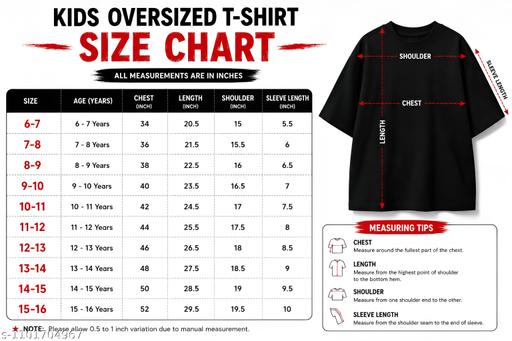 KIDS OVERSIZED T-SHIRT
SIZE CHART
ALL MEASUREMENTS ARE IN INCHES
SIZE AGE (YEARS) CHEST (INCH) LENGTH (INCH) SHOULDER (INCH) SLEEVE LENGTH (INCH)
6-7 6 - 7 Years 34 20.5 15 5.5
7-8 7 - 8 Years 36 21.5 15.5 6
8-9 8 - 9 Years 38 22.5 16 6.5
9-10 9 - 10 Years 40 23.5 16.5 7
10-11 10 - 11 Years 42 24.5 17 7.5
11-12 11 - 12 Years 44 25.5 17.5 8
12-13 12 - 13 Years 46 26.5 18 8.5
13-14 13 - 14 Years 48 27.5 18.5 9
14-15 14 - 15 Years 50 28.5 19 9.5
15-16 15 - 16 Years 52 29.5 19.5 10
★ NOTE: Please allow 0.5 to 1 inch variation due to manual measurement.
s-1101704967
SHOULDER
SLEEVE LENGTH
CHEST
LENGTH
MEASURING TIPS
CHEST
Measure around the fullest part of the chest.
LENGTH
Measure from the highest point of shoulder
to the bottom hem.
SHOULDER
Measure from one shoulder end to the other.
SLEEVE LENGTH
Measure from the shoulder seam to the end of sleeve.